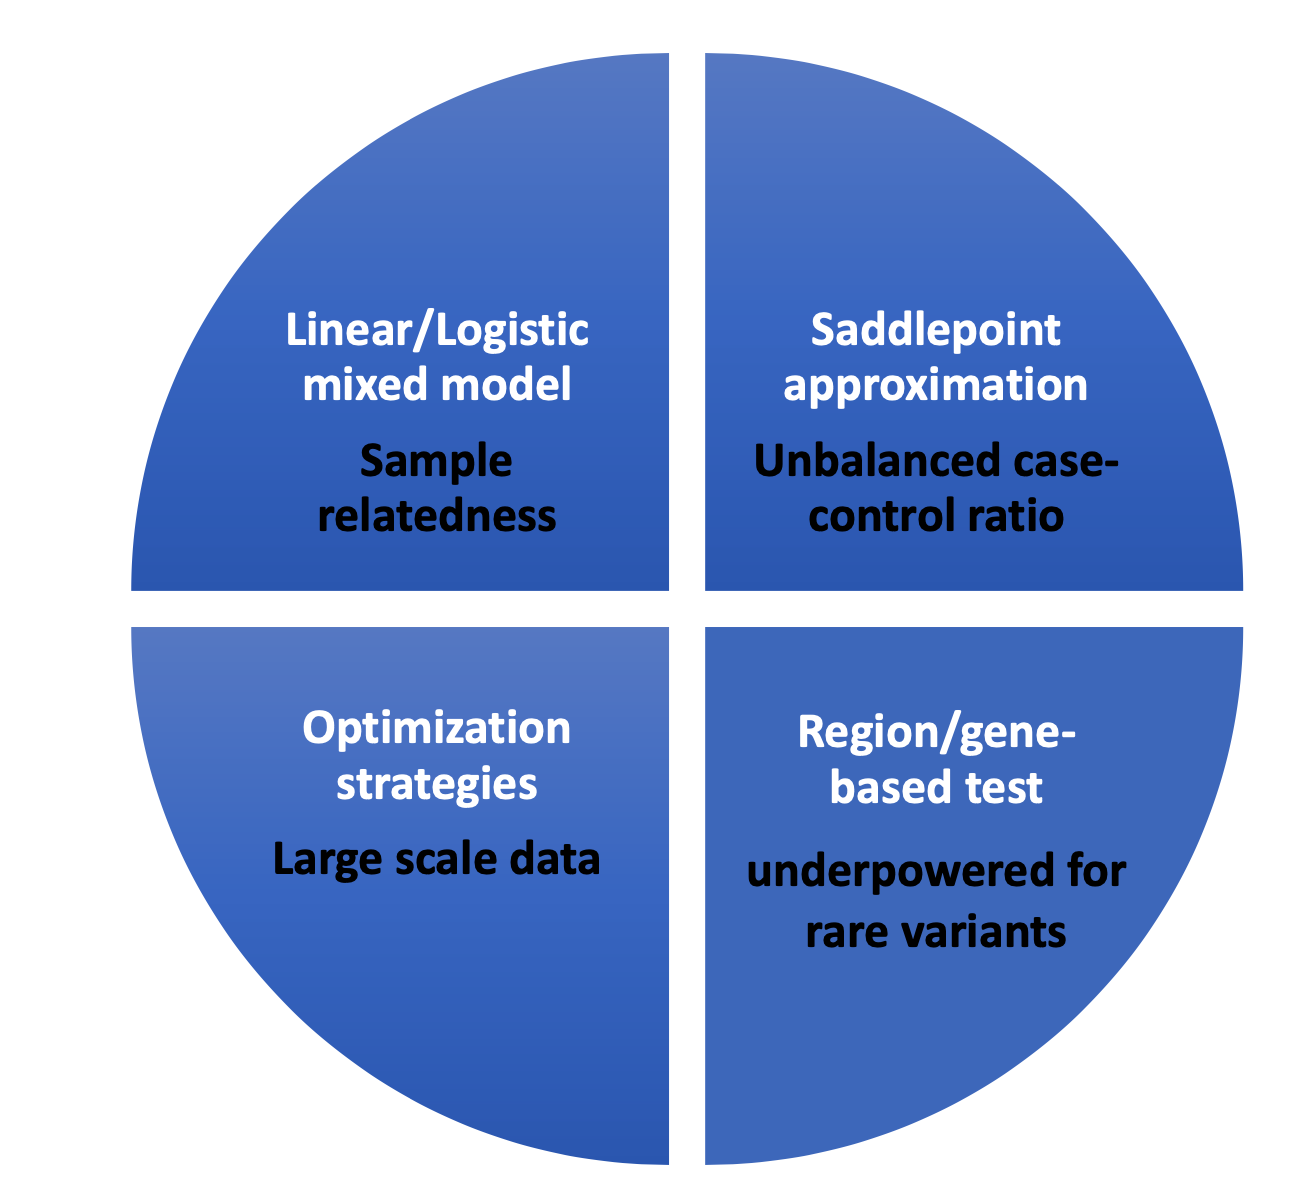 Linear/Logistic
mixed model
Sample
relatedness
Saddlepoint
approximation
Unbalanced case-
control ratio
Optimization
strategies
Large scale data
Region/gene-
based test
underpowered for
rare variants